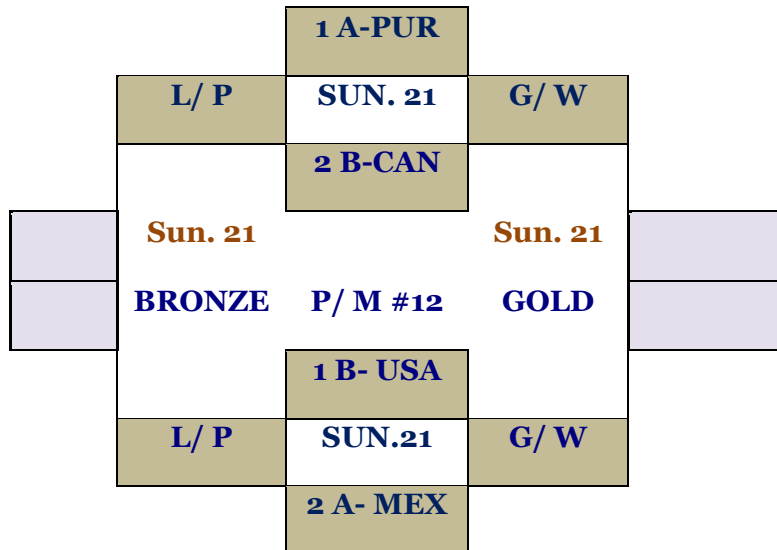 1 A-PUR
L/ P SUN. 21 G/ W
2 B-CAN
Sun. 21 Sun. 21
BRONZE P/ M #12 GOLD
1 B- USA
L/ P SUN.21 G/ W
2 A- MEX